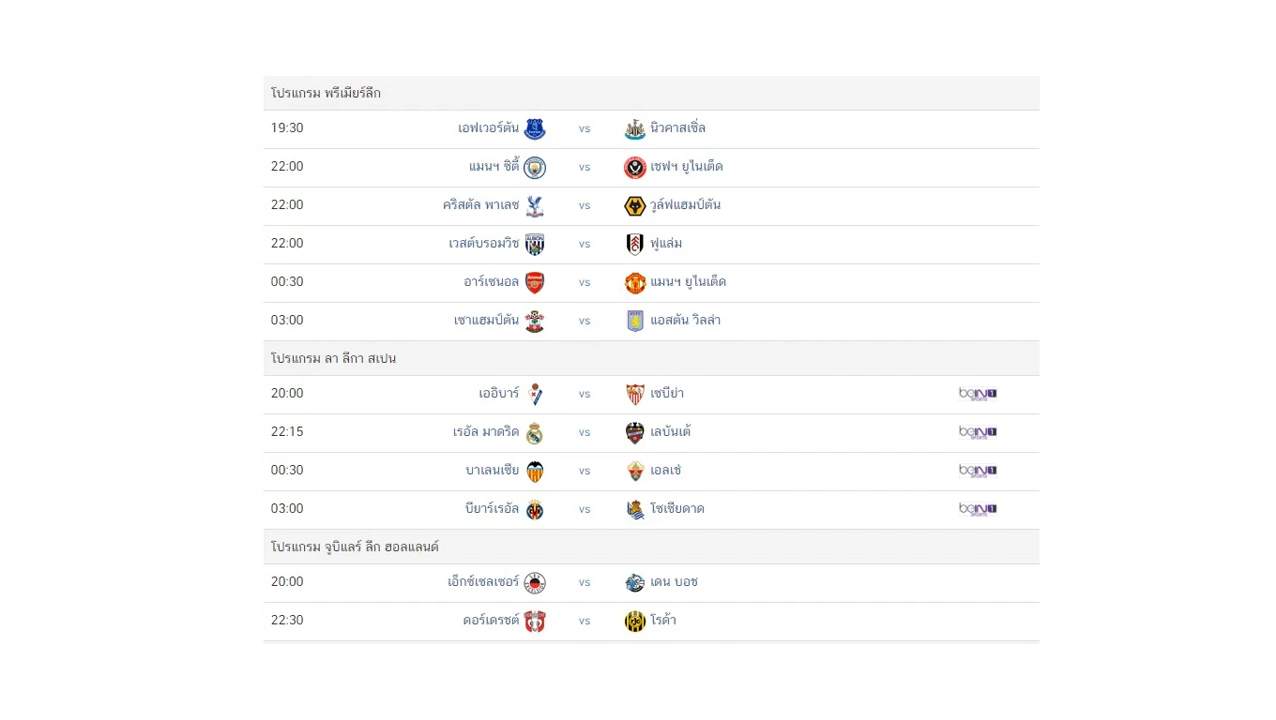 โปรแกรม พรีเมียร์ลีก
19:30 เอฟเวอร์ตัน vs นิวคาสเซิ่ล
22:00 แมนฯ ซิตี้ vs เชฟฯ ยูไนเต็ด
22:00 คริสตัล พาเลซ vs วูล์ฟแฮมป์ตัน
22:00 เวสต์บรอมวิช vs ฟูแล่ม
00:30 อาร์เซนอล vs แมนฯ ยูไนเต็ด
03:00 เซาแฮมป์ตัน vs แอสตัน วิลล่า
โปรแกรม ลา ลีกา สเปน
20:00 เออิบาร์ vs เซบีย่า beIN SPORTS 1
22:15 เรอัล มาดริด vs เลบันเต้ beIN SPORTS 1
00:30 บาเลนเซีย vs เอลเช่ beIN SPORTS 1
03:00 บียาร์เรอัล vs โซเซียดาด beIN SPORTS 1
โปรแกรม จูปิแลร์ ลีก ฮอลแลนด์
20:00 เอ็กซ์เซลเซอร์ vs เดน บอช
22:30 ดอร์เดรชต์ vs โรด้า